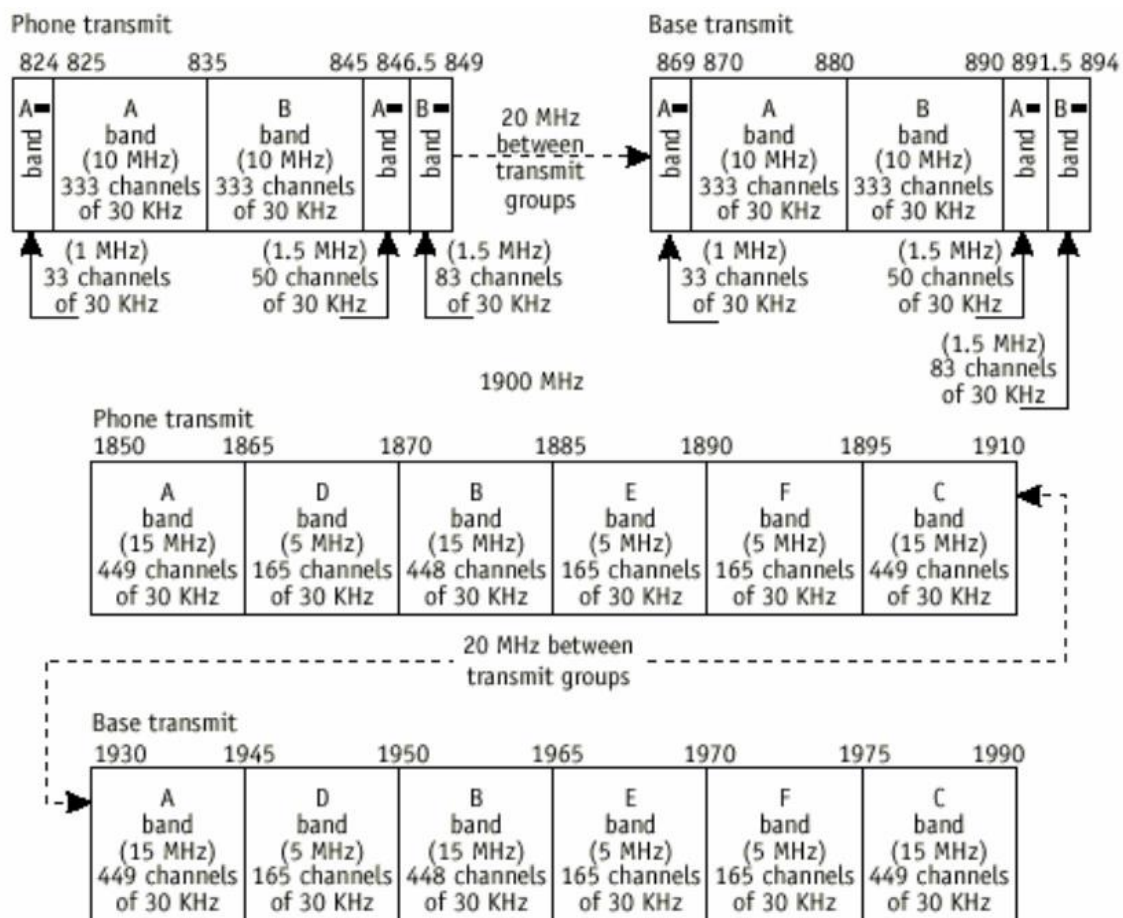 Phone transmit
824 825 835 845 846.5 849
A
band
A
band
(10 MHz)
333 channels
of 30 KHz
B
band
(10 MHz)
333 channels
of 30 KHz
A
band
B
band
(1 MHz)
33 channels
of 30 KHz
(1.5 MHz)
50 channels
of 30 KHz
(1.5 MHz)
83 channels
of 30 KHz
20 MHz
between
transmit
groups
Base transmit
869 870 880 890 891.5 894
A
band
A
band
(10 MHz)
333 channels
of 30 KHz
B
band
(10 MHz)
333 channels
of 30 KHz
A
band
B
band
(1 MHz)
33 channels
of 30 KHz
(1.5 MHz)
50 channels
of 30 KHz
(1.5 MHz)
83 channels
of 30 KHz
1900 MHz
Phone transmit
1850 1865 1870 1885 1890 1895 1910
A
band
(15 MHz)
449 channels
of 30 KHz
D
band
(5 MHz)
165 channels
of 30 KHz
B
band
(15 MHz)
448 channels
of 30 KHz
E
band
(5 MHz)
165 channels
of 30 KHz
F
band
(5 MHz)
165 channels
of 30 KHz
C
band
(15 MHz)
449 channels
of 30 KHz
20 MHz between
transmit groups
Base transmit
1930 1945 1950 1965 1970 1975 1990
A
band
(15 MHz)
449 channels
of 30 KHz
D
band
(5 MHz)
165 channels
of 30 KHz
B
band
(15 MHz)
448 channels
of 30 KHz
E
band
(5 MHz)
165 channels
of 30 KHz
F
band
(5 MHz)
165 channels
of 30 KHz
C
band
(15 MHz)
449 channels
of 30 KHz